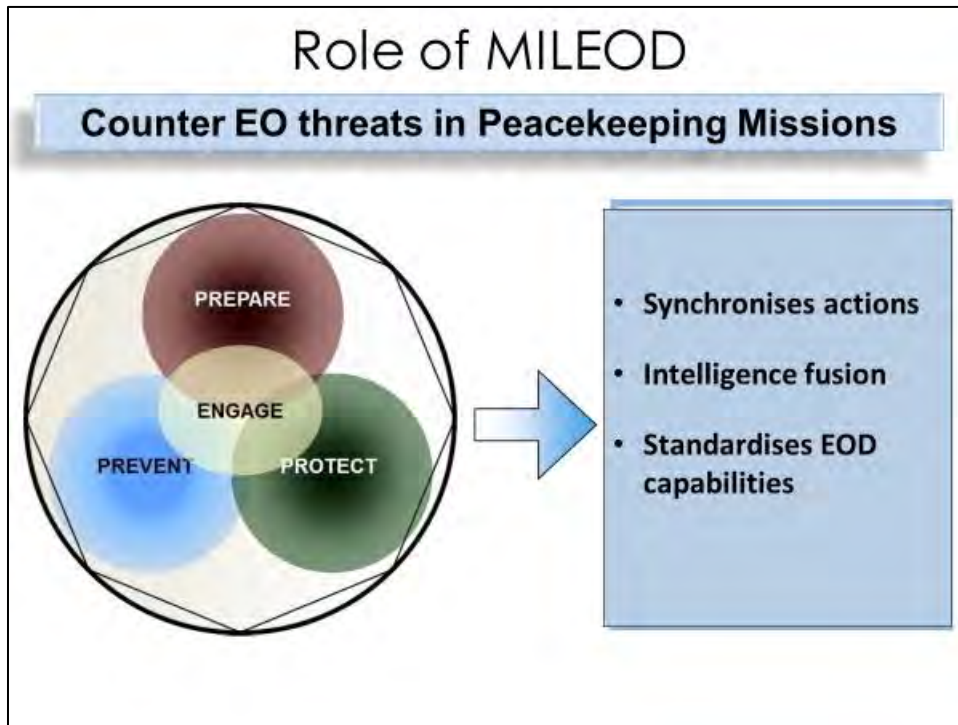 Role of MILEOD
Counter EO threats in Peacekeeping Missions
PREPARE
ENGAGE
PREVENT
PROTECT
• Synchronises actions
• Intelligence fusion
• Standardises EOD
capabilities